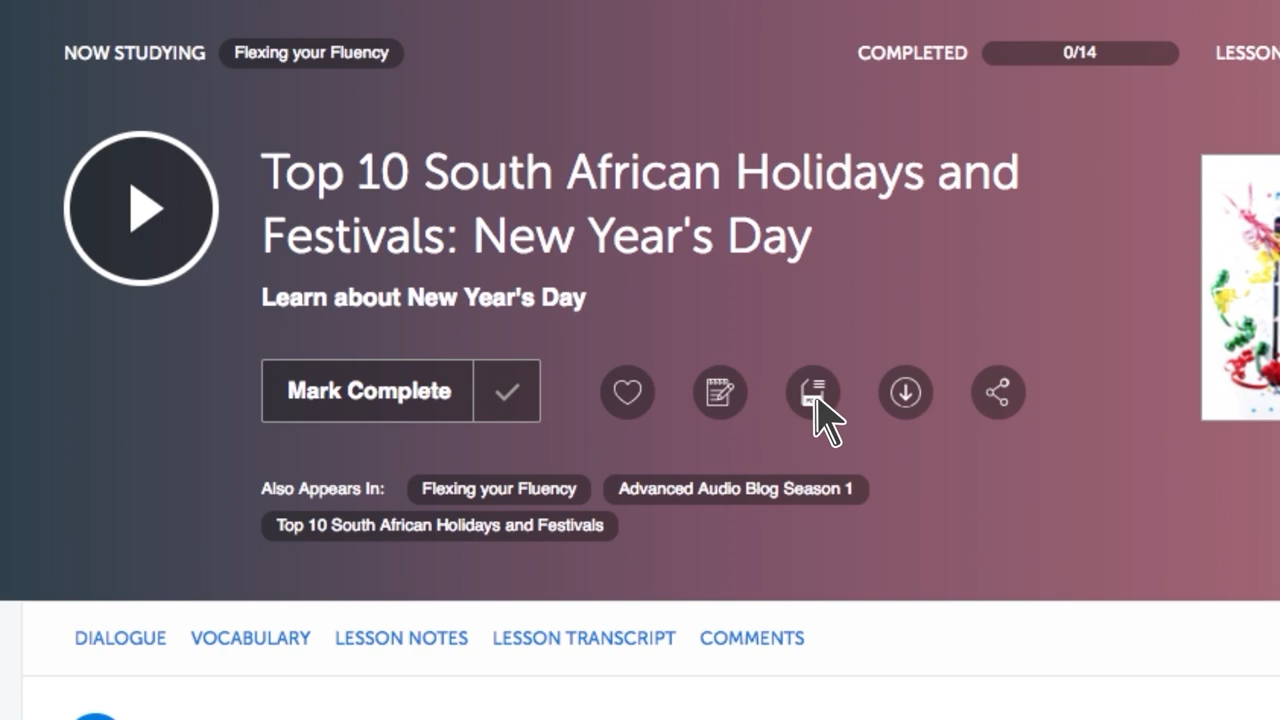 NOW STUDYING Flexing your Fluency COMPLETED 0/14 LESSON
Top 10 South African Holidays and
Festivals: New Year's Day
Learn about New Year's Day
Mark Complete
Also Appears In: Flexing your Fluency Advanced Audio Blog Season 1
Top 10 South African Holidays and Festivals
DIALOGUE VOCABULARY LESSON NOTES LESSON TRANSCRIPT COMMENTS